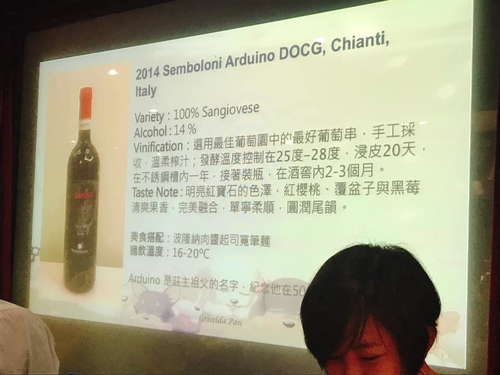 2014 Semboloni Arduino DOCG, Chianti,
Italy
Variety : 100% Sangiovese
Alcohol : 14 %
Vinification : 選用最佳葡萄園中的最好葡萄串，手工採
收，溫柔榨汁；發酵溫度控制在25度–28度，浸皮20天，
在不銹鋼槽內一年，接著裝瓶，在酒窖內2-3個月。
Taste Note : 明亮紅寶石的色澤，紅櫻桃、覆盆子與黑莓
清爽果香，完美融合，單寧柔順，圓潤尾韻。
美食搭配：波隆納肉醬起司寬筆麵
適飲溫度：16-20ºC
Arduino 是莊主祖父的名字，紀念他在50
Griselda Pan